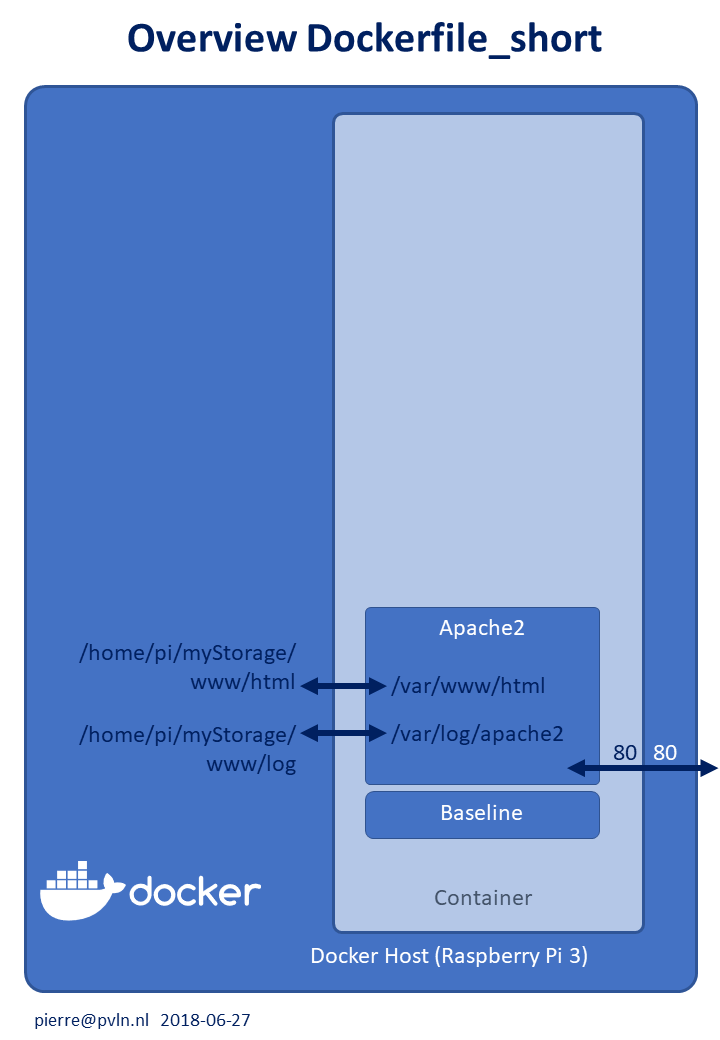 Overview Dockerfile_short
Apache2
/home/pi/myStorage/
www/html
/var/www/html
/home/pi/myStorage/
www/log
/var/log/apache2
80 80
Baseline
docker
Container
Docker Host (Raspberry Pi 3)
pierre@pvln.nl 2018-06-27